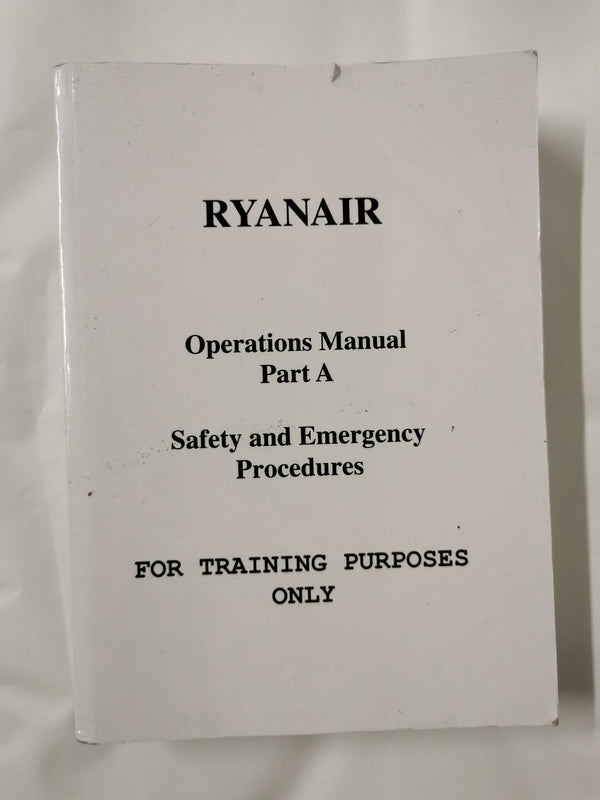 RYANAIR
Operations Manual
Part A
Safety and Emergency
Procedures
FOR TRAINING PURPOSES
ONLY